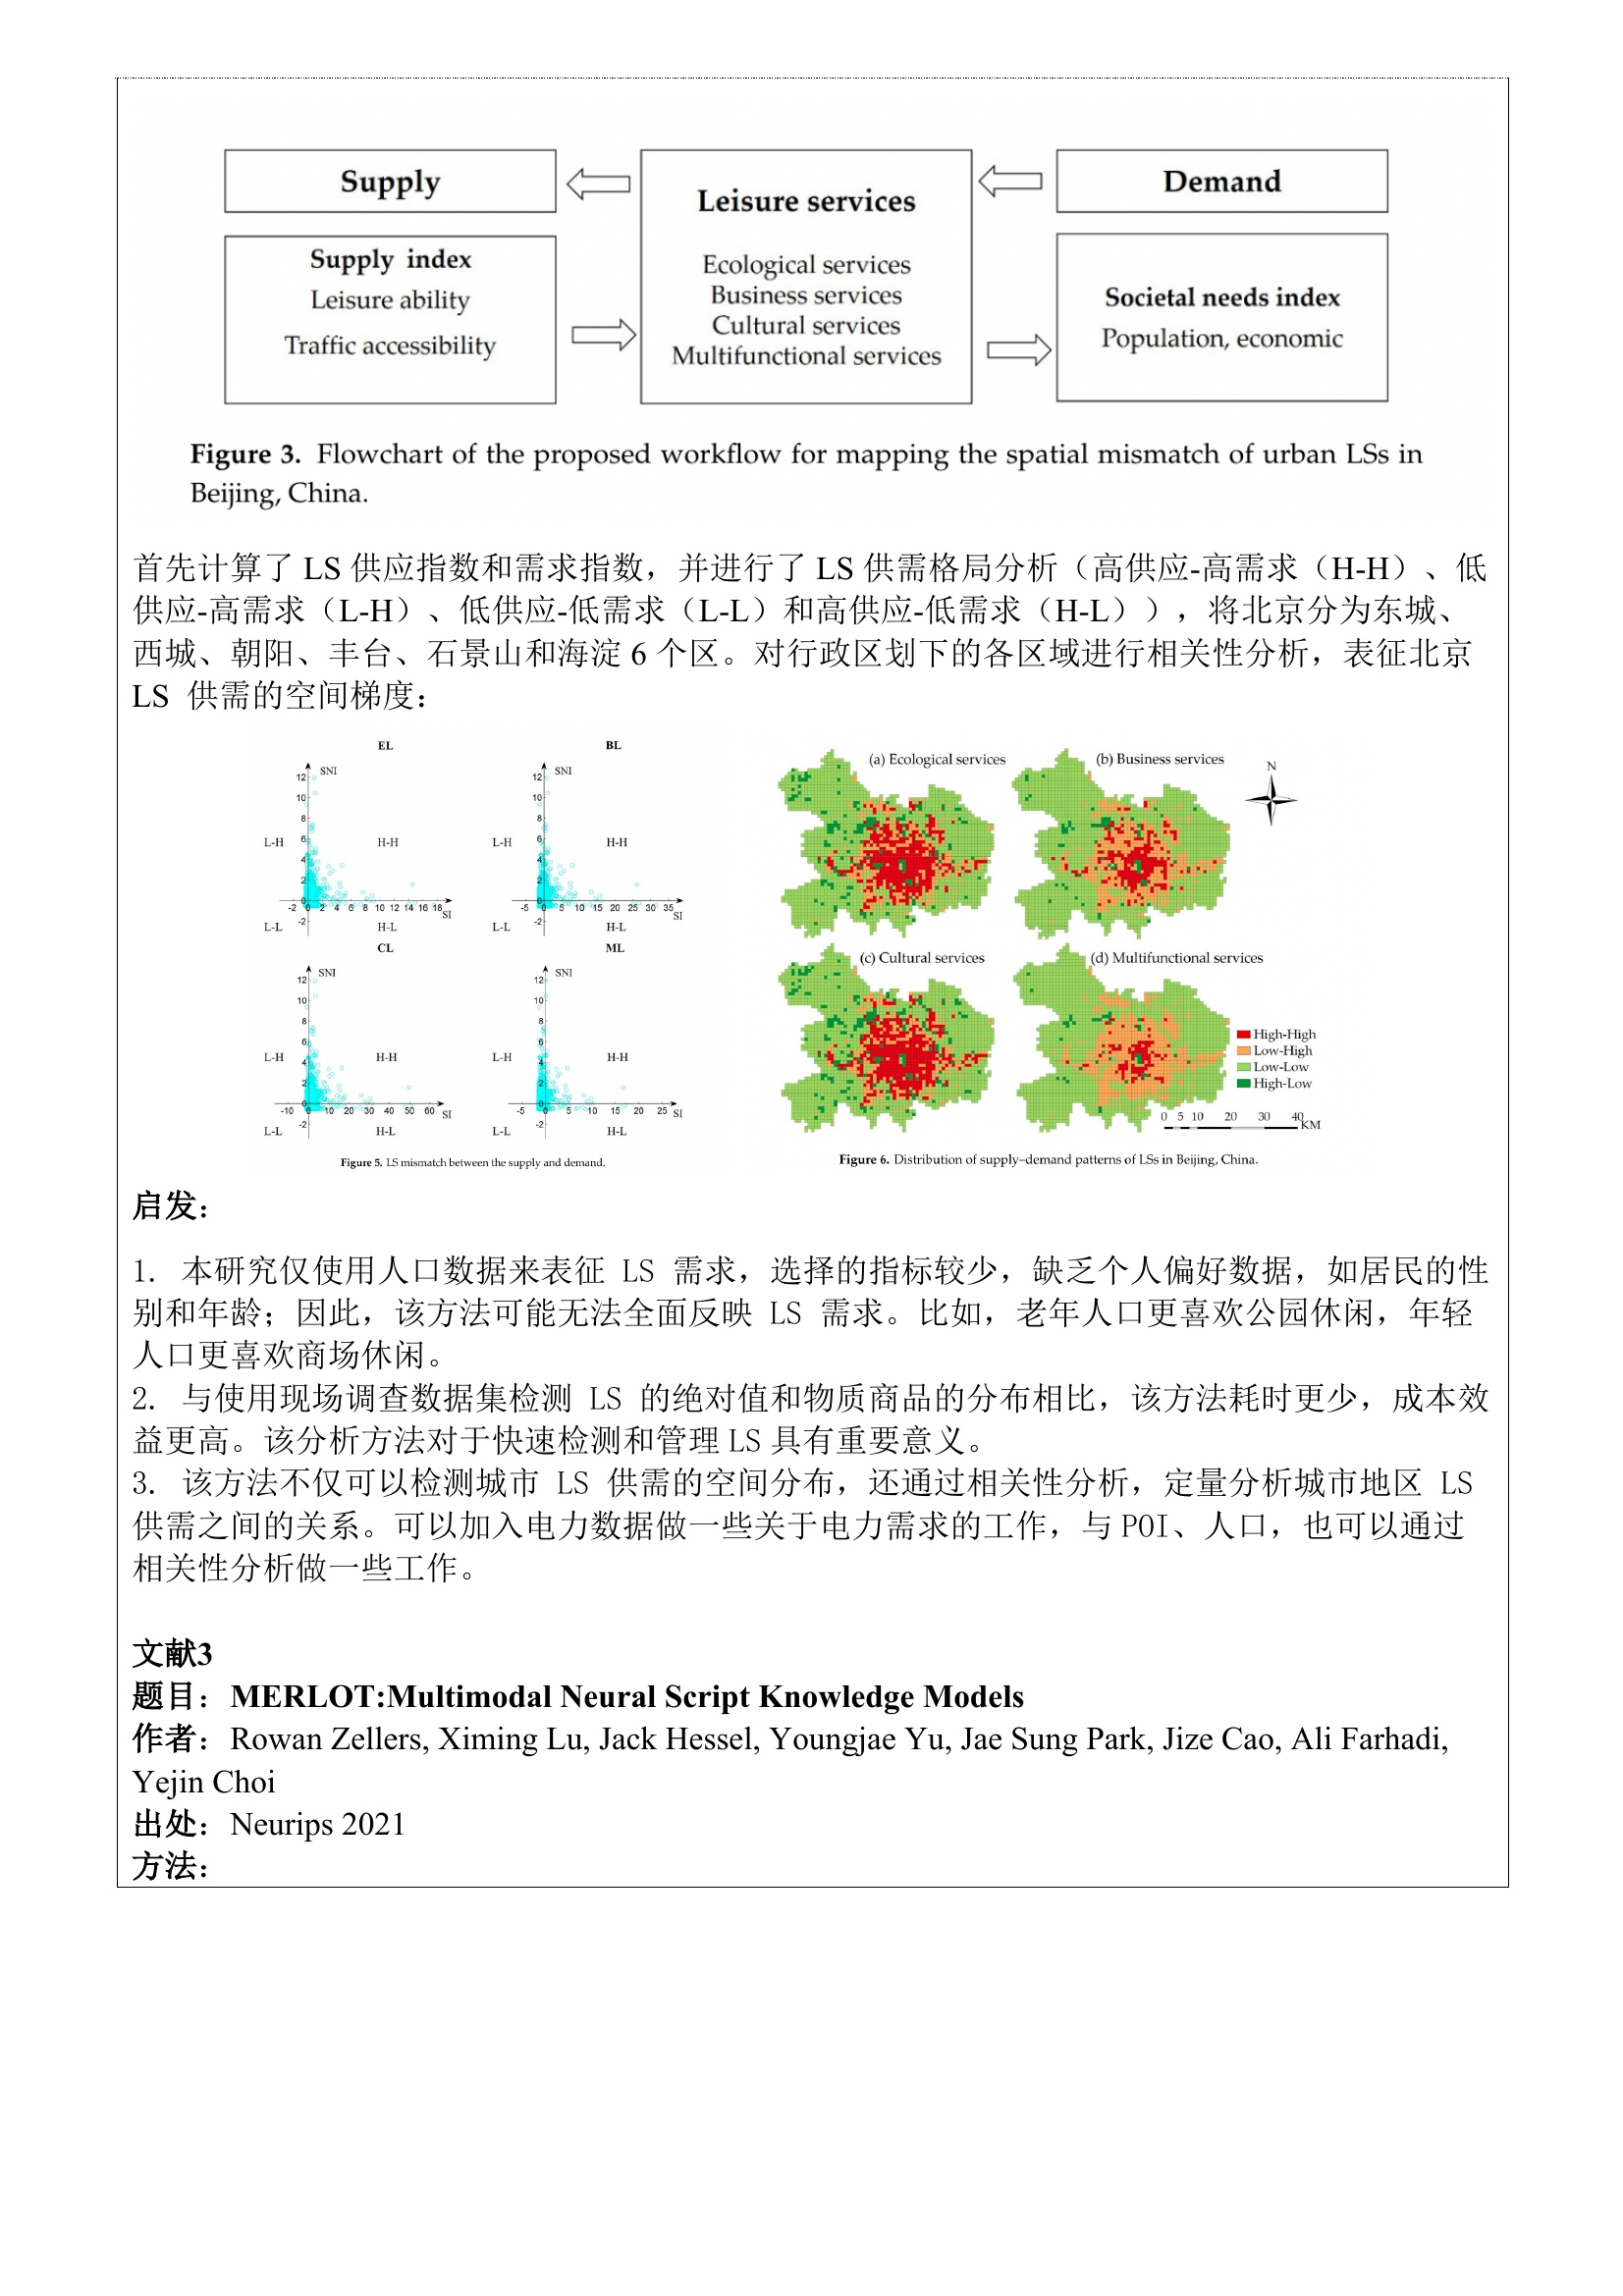 Supply
Supply index
Leisure ability
Traffic accessibility
Leisure services
Ecological services
Business services
Cultural services
Multifunctional services
Demand
Societal needs index
Population, economic
Figure 3. Flowchart of the proposed workflow for mapping the spatial mismatch of urban LSs in
Beijing, China.
首先计算了 LS 供应指数和需求指数，并进行了 LS 供需格局分析（高供应-高需求（H-H）、低
供应-高需求（L-H）、低供应-低需求（L-L）和高供应-低需求（H-L）），将北京分为东城、
西城、朝阳、丰台、石景山和海淀 6 个区。对行政区划下的各区域进行相关性分析，表征北京
LS 供需的空间梯度：
EL
SNI
12
10
8
6
4
2
0
-2
-2 0 2 4 6 8 10 12 14 16 18
SI
L-H
H-H
L-L
H-L
BL
SNI
12
10
8
6
4
2
0
-2
-5 0 5 10 15 20 25 30 35
SI
L-H
H-H
L-L
H-L
CL
SNI
12
10
8
6
4
2
0
-2
-10 0 10 20 30 40 50 60
SI
L-H
H-H
L-L
H-L
ML
SNI
12
10
8
6
4
2
0
-2
-5 0 5 10 15 20 25
SI
L-H
H-H
L-L
H-L
Figure 5. LS mismatch between the supply and demand.
(a) Ecological services
(b) Business services
N
(c) Cultural services
(d) Multifunctional services
High-High
Low-High
Low-Low
High-Low
0 5 10 20 30 40
KM
Figure 6. Distribution of supply–demand patterns of LSs in Beijing, China.
启发：
1. 本研究仅使用人口数据来表征 LS 需求，选择的指标较少，缺乏个人偏好数据，如居民的性
别和年龄；因此，该方法可能无法全面反映 LS 需求。比如，老年人口更喜欢公园休闲，年轻
人口更喜欢商场休闲。
2. 与使用现场调查数据集检测 LS 的绝对值和物质商品的分布相比，该方法耗时更少，成本效
益更高。该分析方法对于快速检测和管理 LS 具有重要意义。
3. 该方法不仅可以检测城市 LS 供需的空间分布，还通过相关性分析，定量分析城市地区 LS
供需之间的关系。可以加入电力数据做一些关于电力需求的工作，与 POI、人口，也可以通过
相关性分析做一些工作。
文献3
题目：MERLOT:Multimodal Neural Script Knowledge Models
作者：Rowan Zellers, Ximing Lu, Jack Hessel, Youngjae Yu, Jae Sung Park, Jize Cao, Ali Farhadi,
Yejin Choi
出处：Neurips 2021
方法：